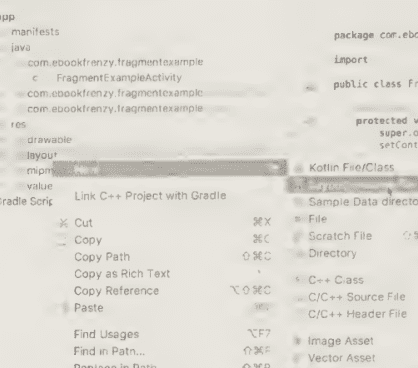 app
manifests
java
com.ebookfrenzy.fragmentexample
c FragmentExampleActivity
com.ebookfrenzy.fragmentexample
com.ebookfrenzy.fragmentexample
res
drawable
layout
mipm
value
Gradle Scrip
New
Link C++ Project with Gradle
Cut ⌘X
Copy ⌘C
Copy Path ⇧⌘C
Copy as Rich Text
Copy Reference ⌥⇧⌘C
Paste
Find Usages ⌥F7
Find in Path... ⇧⌘F
Replace in Path ⇧⌘R
package com.ebo
import
public class Fr
protected v
super.o
setCont
Kotlin File/Class
Sample Data directo
File
Scratch File
Directory
C++ Class
C/C++ Source File
C/C++ Header File
Image Asset
Vector Asset